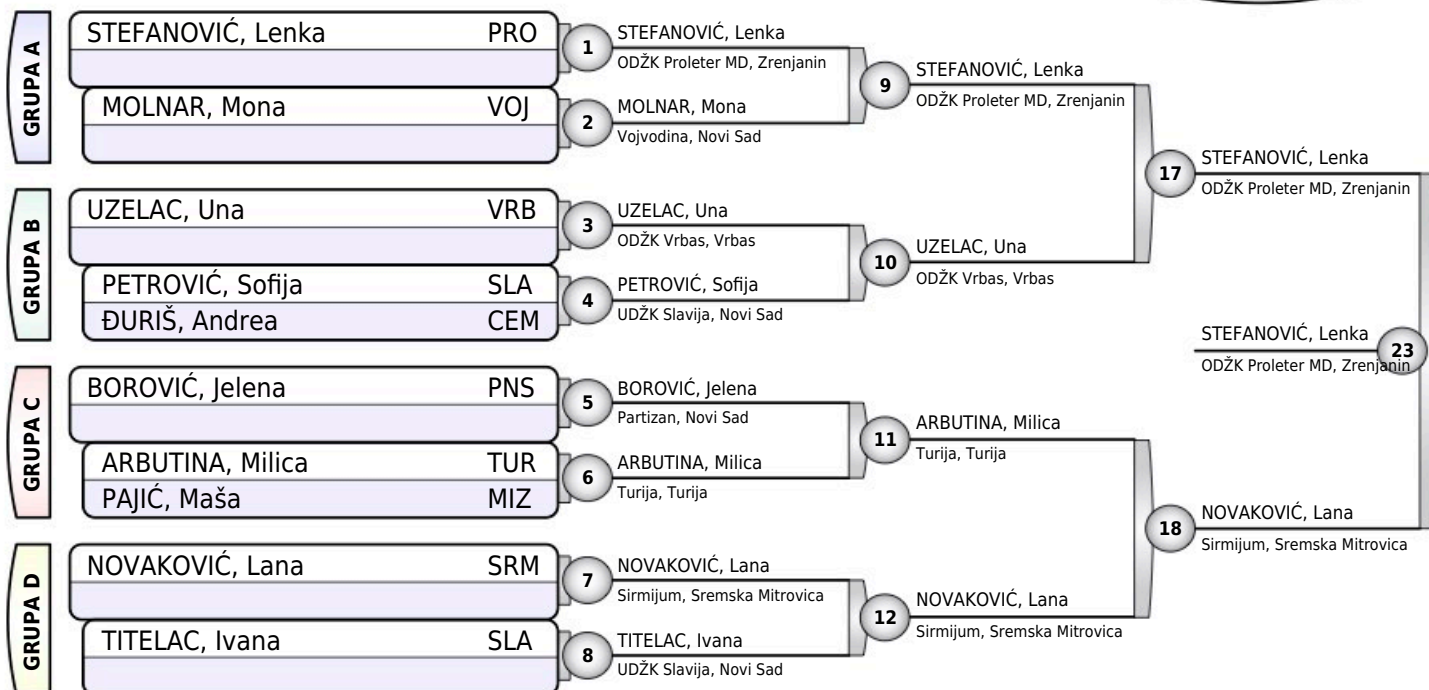 GRUPA A
STEFANOVIĆ, Lenka PRO
MOLNAR, Mona VOJ
GRUPA B
UZELAC, Una VRB
PETROVIĆ, Sofija SLA
ĐURIŠ, Andrea CEM
GRUPA C
BOROVIĆ, Jelena PNS
ARBUTINA, Milica TUR
PAJIĆ, Maša MIZ
GRUPA D
NOVAKOVIĆ, Lana SRM
TITELAC, Ivana SLA
1
STEFANOVIĆ, Lenka
ODŽK Proleter MD, Zrenjanin
2
MOLNAR, Mona
Vojvodina, Novi Sad
3
UZELAC, Una
ODŽK Vrbas, Vrbas
4
PETROVIĆ, Sofija
UDŽK Slavija, Novi Sad
5
BOROVIĆ, Jelena
Partizan, Novi Sad
6
ARBUTINA, Milica
Turija, Turija
7
NOVAKOVIĆ, Lana
Sirmijum, Sremska Mitrovica
8
TITELAC, Ivana
UDŽK Slavija, Novi Sad
9
STEFANOVIĆ, Lenka
ODŽK Proleter MD, Zrenjanin
10
UZELAC, Una
ODŽK Vrbas, Vrbas
11
ARBUTINA, Milica
Turija, Turija
12
NOVAKOVIĆ, Lana
Sirmijum, Sremska Mitrovica
17
STEFANOVIĆ, Lenka
ODŽK Proleter MD, Zrenjanin
18
NOVAKOVIĆ, Lana
Sirmijum, Sremska Mitrovica
STEFANOVIĆ, Lenka
23
ODŽK Proleter MD, Zrenjanin